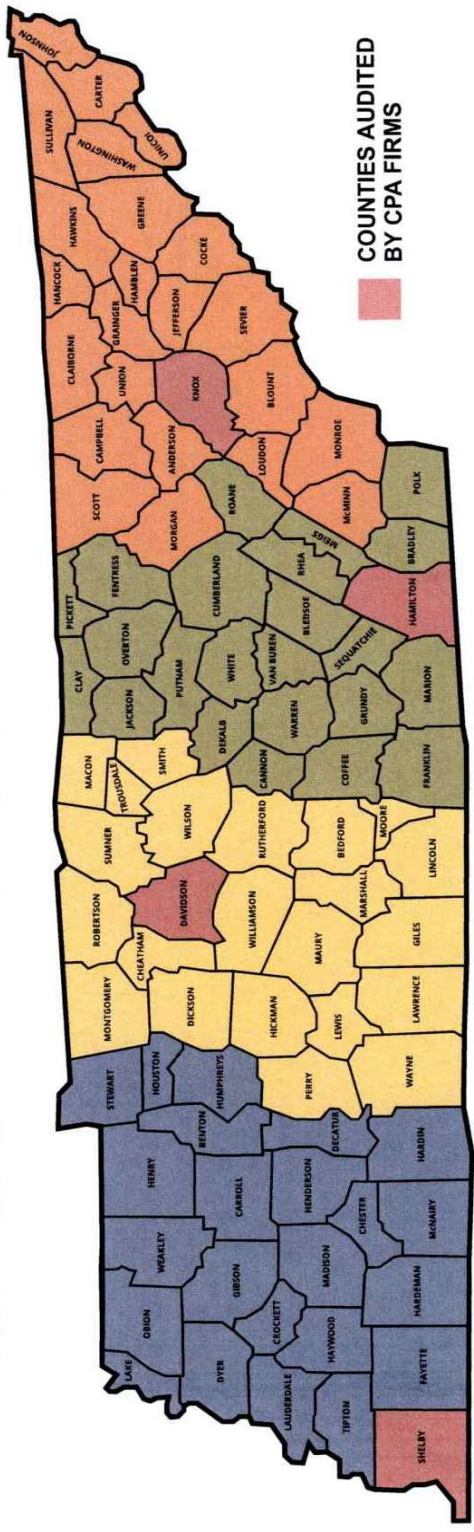 LAKE
OBION
WEAKLEY
HENRY
STEWART
MONTGOMERY
ROBERTSON
SUMNER
MACON
TROUSDALE
CLAY
PICKETT
SCOTT
CAMPBELL
CLAIBORNE
HANCOCK
HAWKINS
SULLIVAN
JOHNSON
DYER
GIBSON
CARROLL
BENTON
HOUSTON
HUMPHREYS
DICKSON
CHEATHAM
DAVIDSON
WILSON
SMITH
JACKSON
OVERTON
FENTRESS
MORGAN
ANDERSON
UNION
GRAINGER
HAMBLEN
GREENE
WASHINGTON
UNICOI
CARTER
LAUDERDALE
CROCKETT
HAYWOOD
MADISON
HENDERSON
DECATUR
PERRY
HICKMAN
WILLIAMSON
RUTHERFORD
CANNON
DEKALB
PUTNAM
WHITE
CUMBERLAND
ROANE
LOUDON
KNOX
BLOUNT
SEVIER
JEFFERSON
COCKE
TIPTON
CHESTER
LEWIS
MAURY
MARSHALL
BEDFORD
COFFEE
WARREN
VAN BUREN
BLEDSOE
RHEA
MEIGS
McMINN
MONROE
SHELBY
FAYETTE
HARDEMAN
McNAIRY
HARDIN
WAYNE
LAWRENCE
GILES
LINCOLN
MOORE
FRANKLIN
GRUNDY
MARION
SEQUATCHIE
HAMILTON
BRADLEY
POLK
COUNTIES AUDITED
BY CPA FIRMS